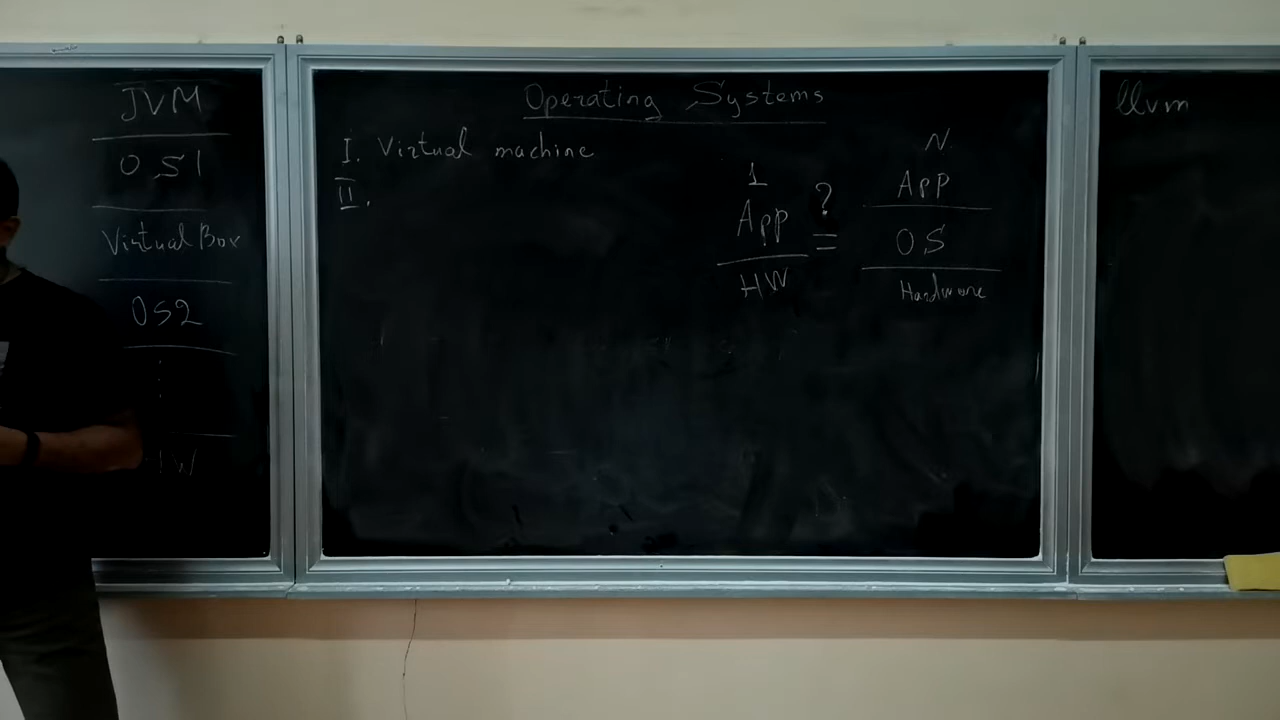 JVM
OS1
VirtualBox
OS2
HW
Operating Systems
I. Virtual machine
II.
1
App
HW
?
=
N
App
OS
Hardware
llvm